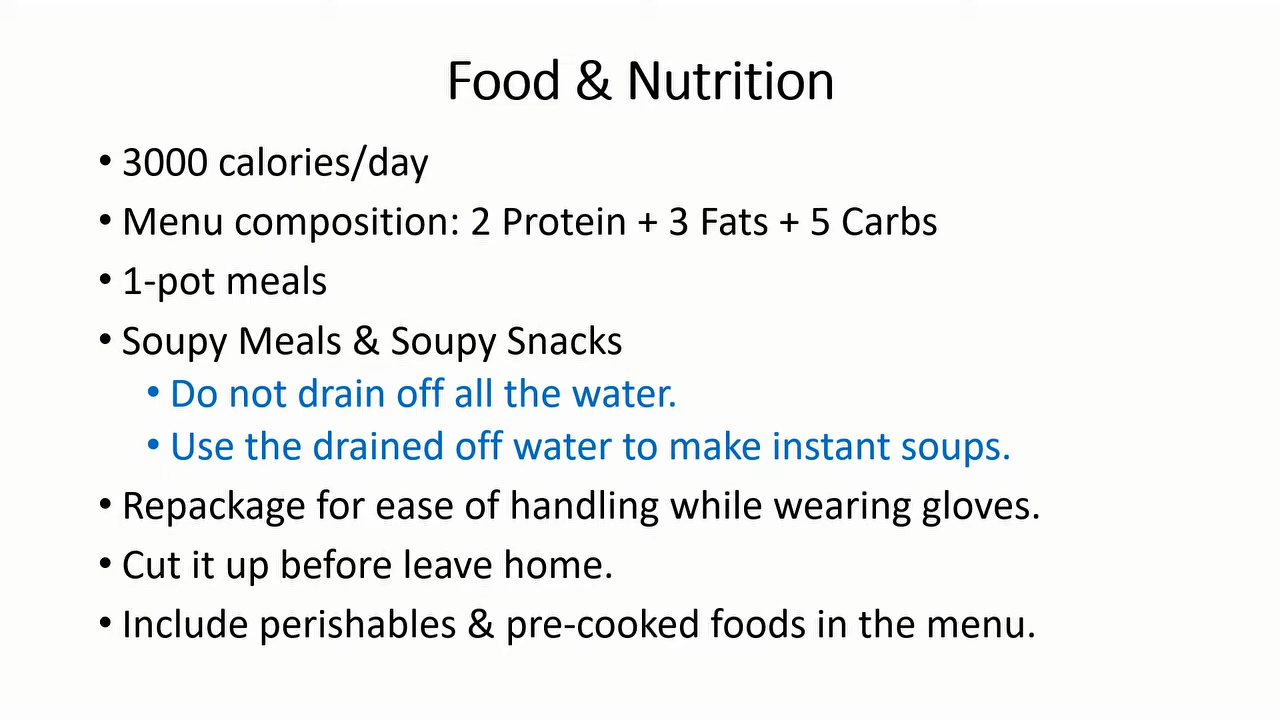 Food & Nutrition
• 3000 calories/day
• Menu composition: 2 Protein + 3 Fats + 5 Carbs
• 1-pot meals
• Soupy Meals & Soupy Snacks
• Do not drain off all the water.
• Use the drained off water to make instant soups.
• Repackage for ease of handling while wearing gloves.
• Cut it up before leave home.
• Include perishables & pre-cooked foods in the menu.